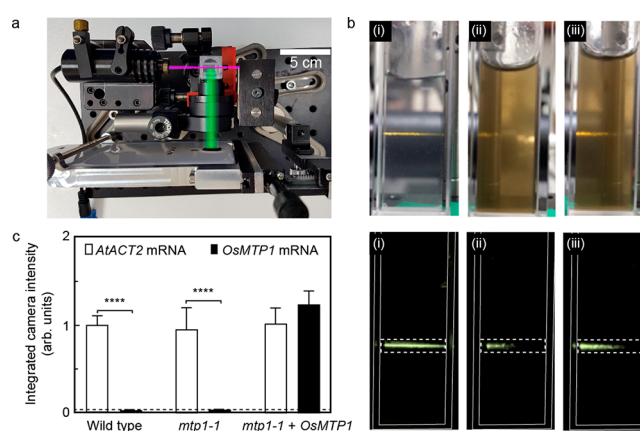 a
5 cm
b
(i)
(ii)
(iii)
c
2
1
0
Integrated camera intensity
(arb. units)
AtACT2 mRNA
OsMTP1 mRNA
****
****
Wild type
mtp1-1
mtp1-1 + OsMTP1
(i)
(ii)
(iii)